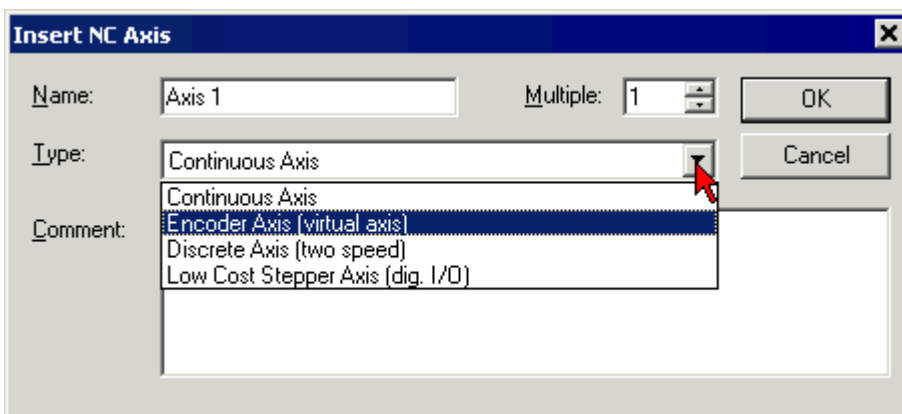 Insert NC Axis
Name: Axis 1 Multiple: 1 OK
Type: Continuous Axis Cancel
Continuous Axis
Comment: Encoder Axis (virtual axis)
Discrete Axis (two speed)
Low Cost Stepper Axis (dig. I/O)